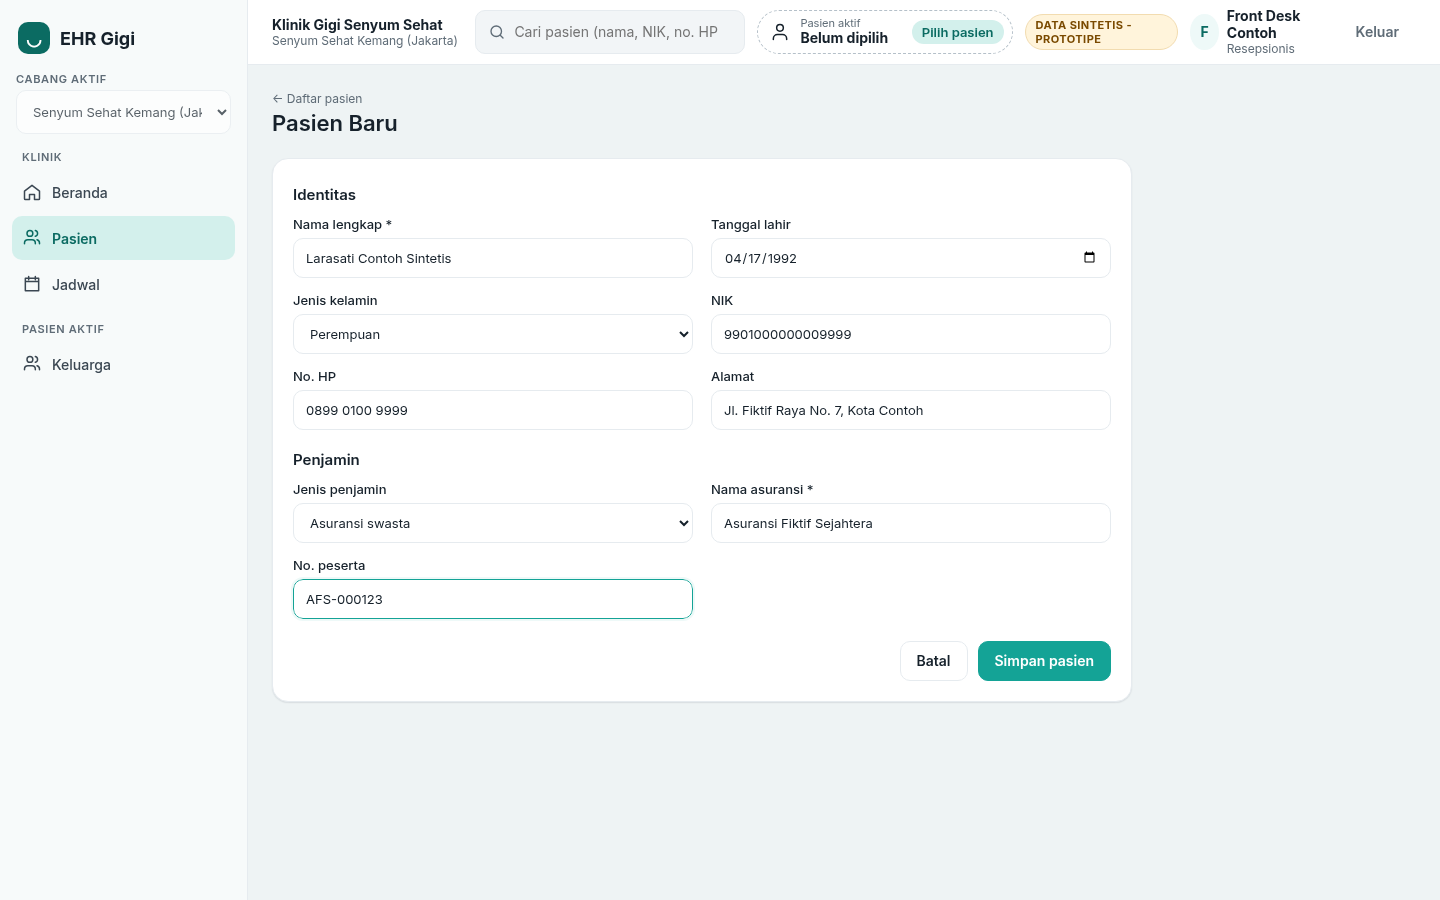 EHR Gigi
CABANG AKTIF
Senyum Sehat Kemang (Jak
KLINIK
Beranda
Pasien
Jadwal
PASIEN AKTIF
Keluarga
Klinik Gigi Senyum Sehat
Senyum Sehat Kemang (Jakarta)
Cari pasien (nama, NIK, no. HP
Pasien aktif
Belum dipilih
Pilih pasien
DATA SINTETIS -
PROTOTIPE
F
Front Desk
Contoh
Resepsionis
Keluar
← Daftar pasien
Pasien Baru
Identitas
Nama lengkap *
Larasati Contoh Sintetis
Tanggal lahir
04/17/1992
Jenis kelamin
Perempuan
NIK
9901000000009999
No. HP
0899 0100 9999
Alamat
Jl. Fiktif Raya No. 7, Kota Contoh
Penjamin
Jenis penjamin
Asuransi swasta
Nama asuransi *
Asuransi Fiktif Sejahtera
No. peserta
AFS-000123
Batal
Simpan pasien